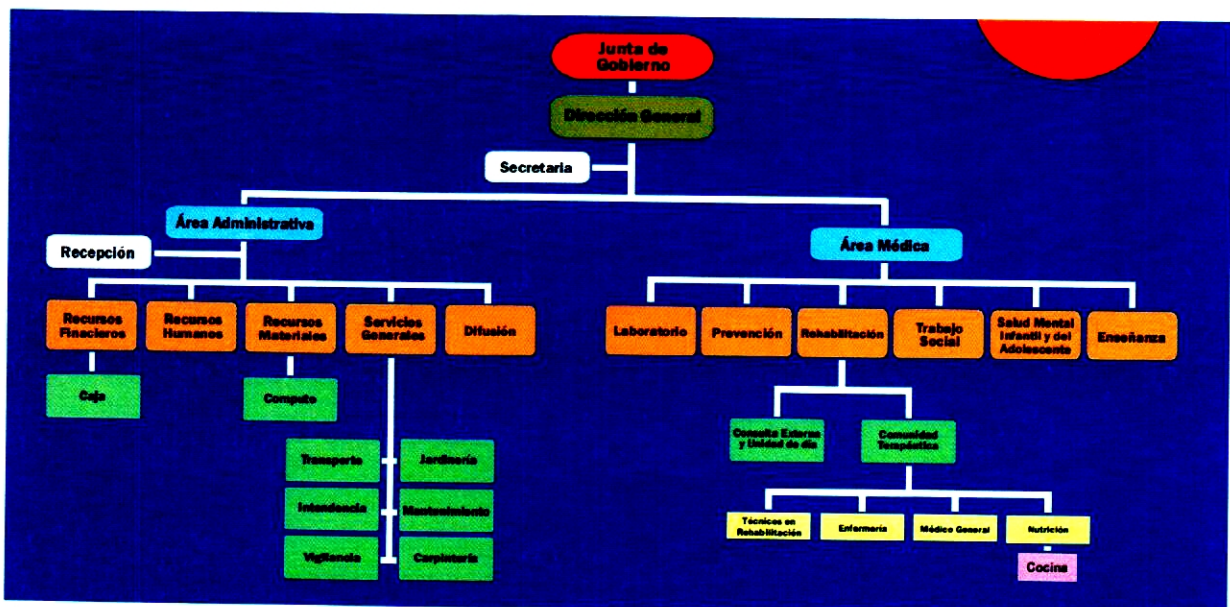 Junta de
Gobierno
Dirección General
Secretaria
Área Administrativa
Área Médica
Recepción
Recursos
Finacieros
Recursos
Humanos
Recursos
Materiales
Servicios
Generales
Difusión
Laboratorio
Prevención
Rehabilitación
Trabajo
Social
Salud Mental
Infantil y del
Adolescente
Enseñanza
Caja
Computo
Consulta Externa
y Unidad de día
Comunidad
Terapéutica
Transporte
Jardinería
Intendencia
Mantenimiento
Vigilancia
Carpintería
Técnicos en
Rehabilitación
Enfermería
Médico General
Nutrición
Cocina